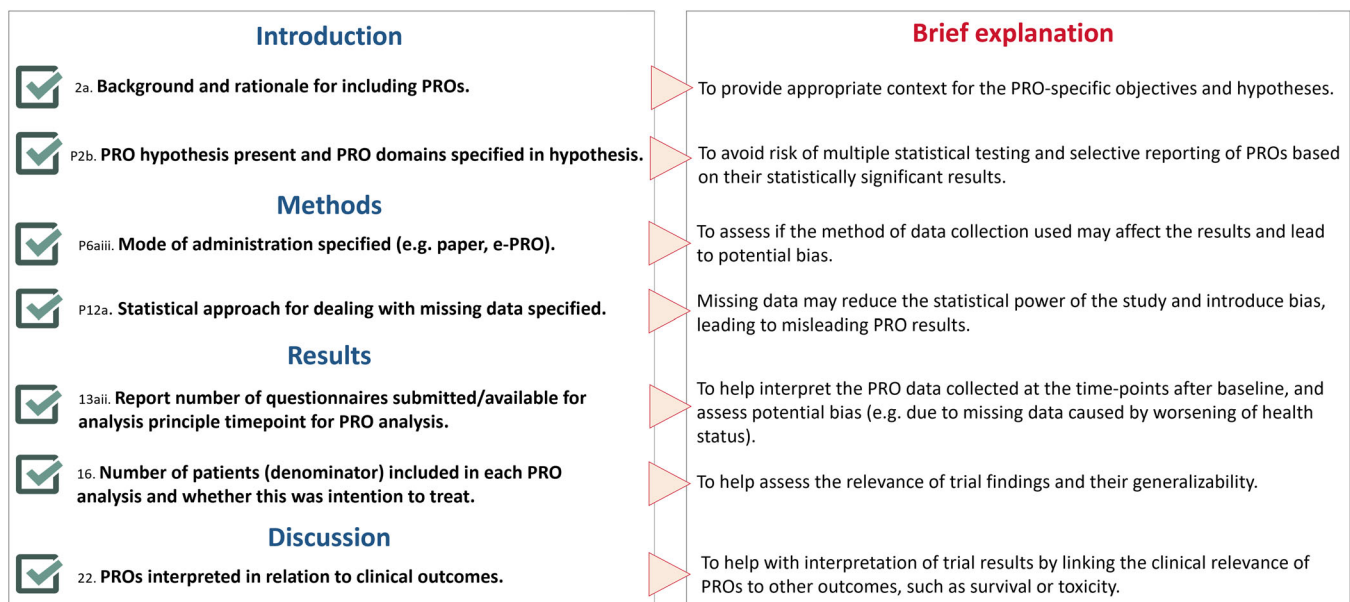 Introduction
2a. Background and rationale for including PROs.
P2b. PRO hypothesis present and PRO domains specified in hypothesis.
Methods
P6aiii. Mode of administration specified (e.g. paper, e-PRO).
P12a. Statistical approach for dealing with missing data specified.
Results
13aii. Report number of questionnaires submitted/available for
analysis principle timepoint for PRO analysis.
16. Number of patients (denominator) included in each PRO
analysis and whether this was intention to treat.
Discussion
22. PROs interpreted in relation to clinical outcomes.
Brief explanation
To provide appropriate context for the PRO-specific objectives and hypotheses.
To avoid risk of multiple statistical testing and selective reporting of PROs based
on their statistically significant results.
To assess if the method of data collection used may affect the results and lead
to potential bias.
Missing data may reduce the statistical power of the study and introduce bias,
leading to misleading PRO results.
To help interpret the PRO data collected at the time-points after baseline, and
assess potential bias (e.g. due to missing data caused by worsening of health
status).
To help assess the relevance of trial findings and their generalizability.
To help with interpretation of trial results by linking the clinical relevance of
PROs to other outcomes, such as survival or toxicity.